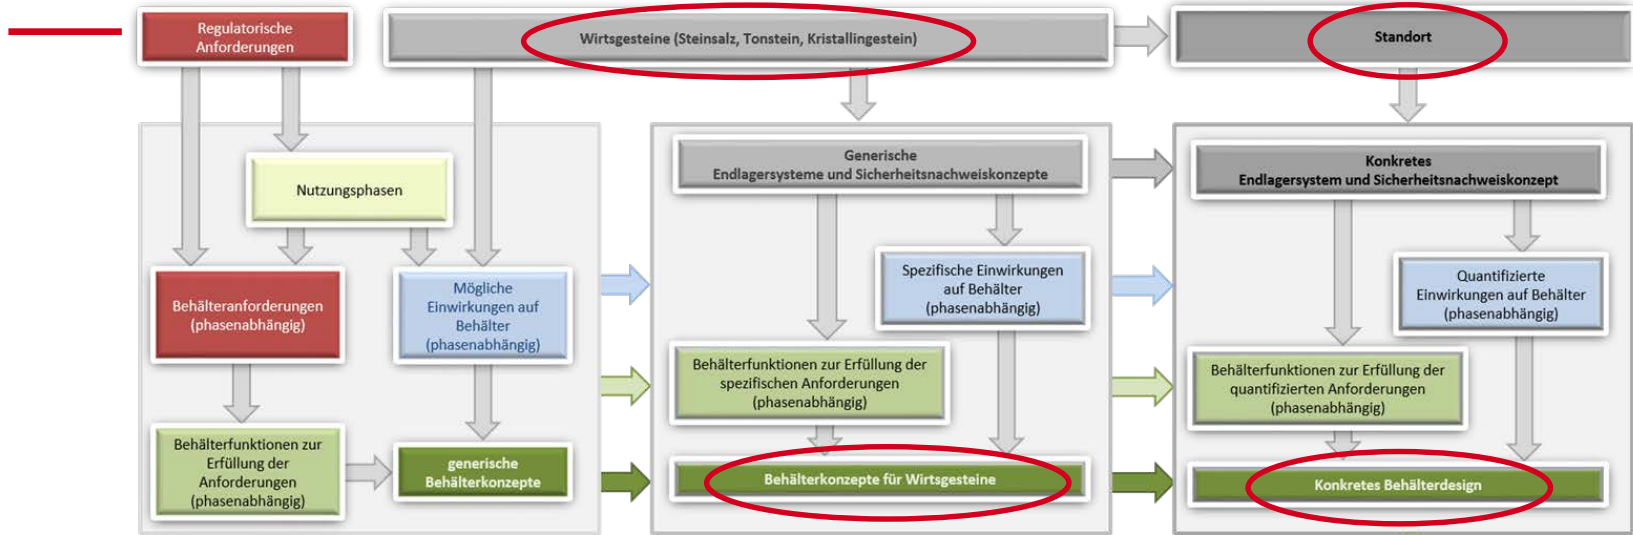 Regulatorische
Anforderungen
Wirtsgesteine (Steinsalz, Tonstein, Kristallingestein)
Standort
Nutzungsphasen
Behälteranforderungen
(phasenabhängig)
Mögliche
Einwirkungen auf
Behälter
(phasenabhängig)
Behälterfunktionen zur
Erfüllung der
Anforderungen
(phasenabhängig)
generische
Behälterkonzepte
Generische
Endlagersysteme und Sicherheitsnachweiskonzepte
Spezifische Einwirkungen
auf Behälter
(phasenabhängig)
Behälterfunktionen zur Erfüllung der
spezifischen Anforderungen
(phasenabhängig)
Behälterkonzepte für Wirtsgesteine
Konkretes
Endlagersystem und Sicherheitsnachweiskonzept
Quantifizierte
Einwirkungen auf Behälter
(phasenabhängig)
Behälterfunktionen zur Erfüllung der
quantifizierten Anforderungen
(phasenabhängig)
Konkretes Behälterdesign